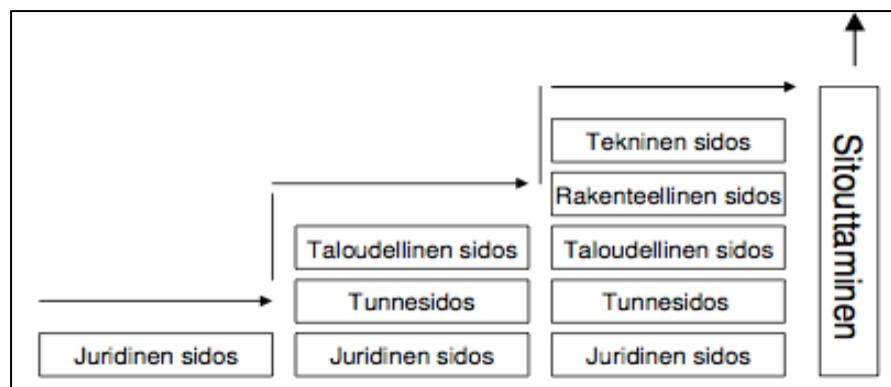 Tekninen sidos
Rakenteellinen sidos
Taloudellinen sidos
Taloudellinen sidos
Tunnesidos
Tunnesidos
Juridinen sidos
Juridinen sidos
Juridinen sidos
Sitouttaminen